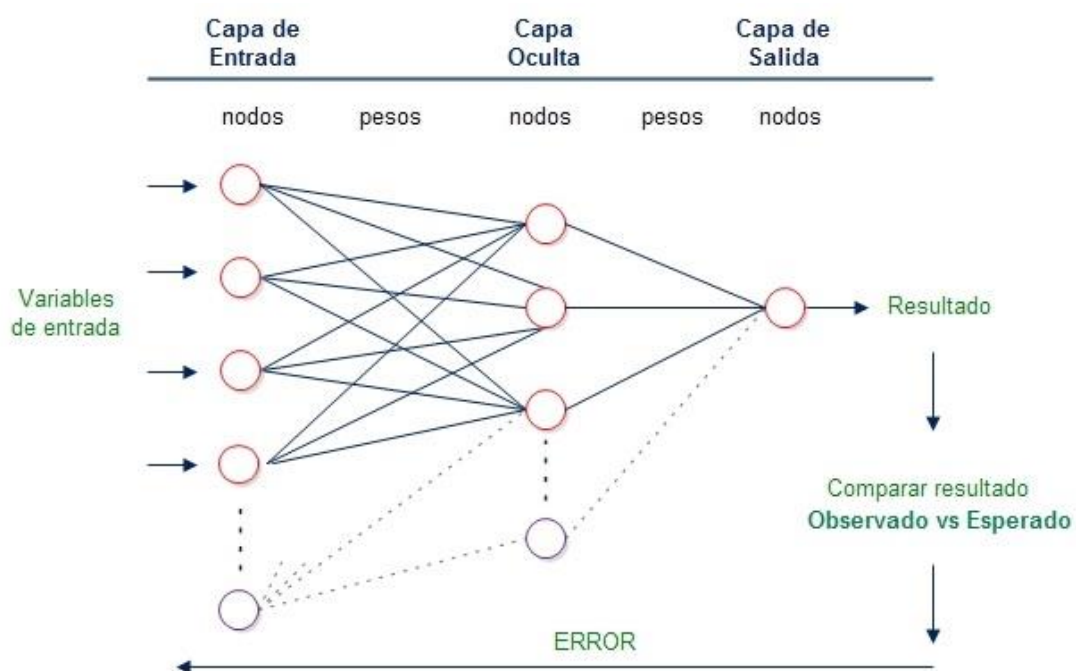 Capa de
Entrada
Capa
Oculta
Capa de
Salida
nodos
pesos
nodos
pesos
nodos
Variables
de entrada
Resultado
Comparar resultado
Observado vs Esperado
ERROR